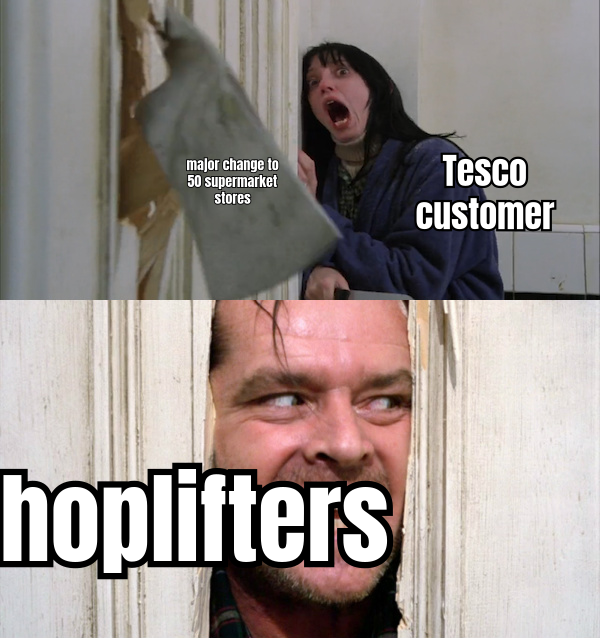 major change to
50 supermarket
stores
Tesco
customer
hoplifters